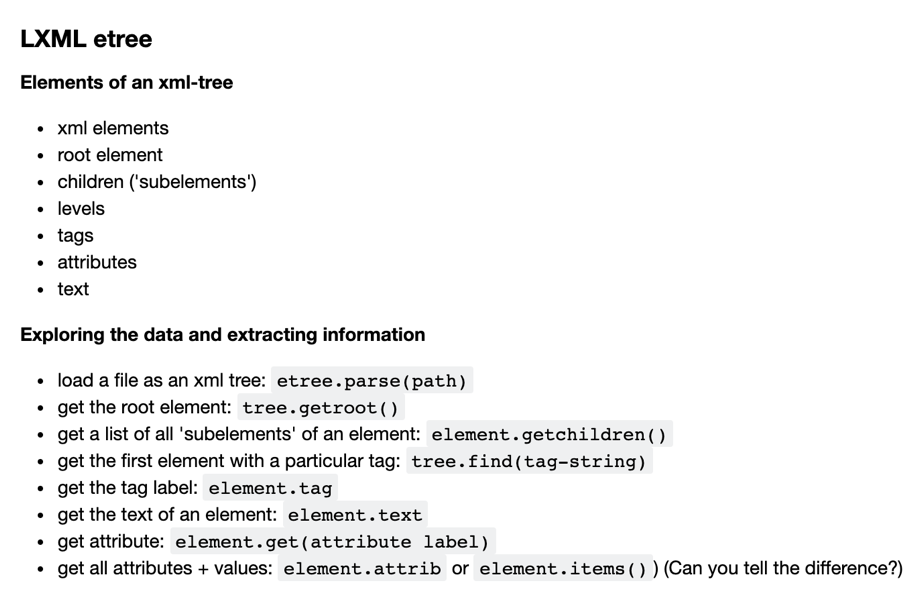 LXML etree
Elements of an xml-tree
• xml elements
• root element
• children ('subelements')
• levels
• tags
• attributes
• text
Exploring the data and extracting information
• load a file as an xml tree: etree.parse(path)
• get the root element: tree.getroot()
• get a list of all 'subelements' of an element: element.getchildren()
• get the first element with a particular tag: tree.find(tag-string)
• get the tag label: element.tag
• get the text of an element: element.text
• get attribute: element.get(attribute label)
• get all attributes + values: element.attrib or element.items()) (Can you tell the difference?)